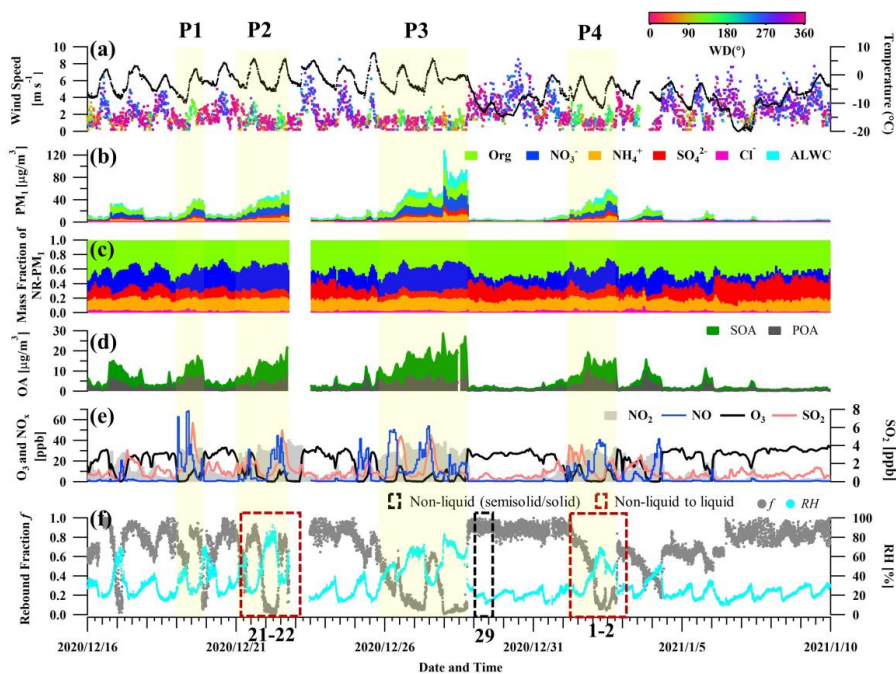 P1 P2 P3 P4
0 90 180 270 360
WD(°)
(a)
10
8
6
4
2
0
Wind Speed
[m s⁻¹]
10
0
-10
-20
Temperature (°C)
(b)
120
80
40
0
PM₁ [µg/m³]
Org NO₃⁻ NH₄⁺ SO₄²⁻ Cl⁻ ALWC
(c)
1.0
0.8
0.6
0.4
0.2
0.0
Mass Fraction of
NR-PM₁
(d)
30
20
10
0
OA [µg/m³]
SOA POA
(e)
60
40
20
0
O₃ and NOₓ
[ppb]
NO₂ NO O₃ SO₂
8
6
4
2
0
SO₂ [ppb]
Non-liquid (semisolid/solid) Non-liquid to liquid f RH
(f)
1.0
0.8
0.6
0.4
0.2
0.0
Rebound Fraction f
100
80
60
40
20
0
RH [%]
21-22 29 1-2
2020/12/16 2020/12/21 2020/12/26 2020/12/31 2021/1/5 2021/1/10
Date and Time